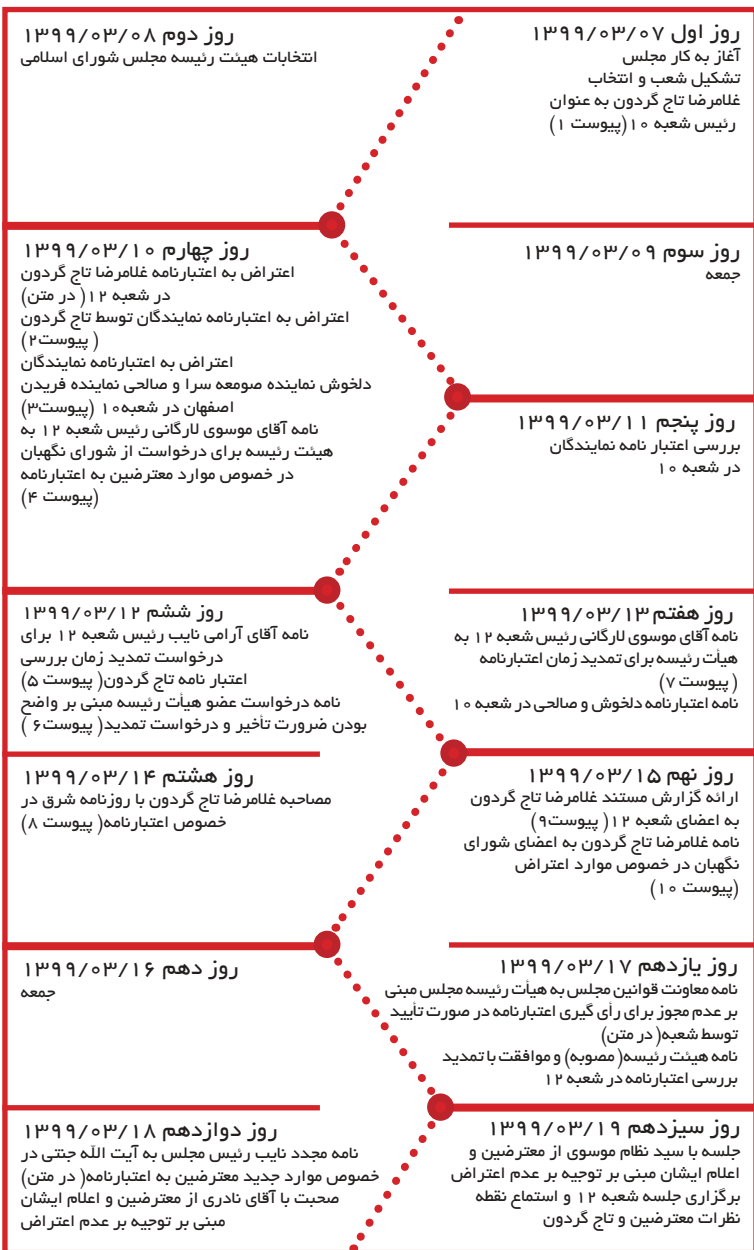 روز اول ۱۳۹۹/۰۳/۰۷
آغاز به کار مجلس
تشکیل شعب و انتخاب
غلامرضا تاج گردون به عنوان
رئیس شعبه ۱۰(پیوست ۱)
روز دوم ۱۳۹۹/۰۳/۰۸
انتخابات هیئت رئیسه مجلس شورای اسلامی
روز سوم ۱۳۹۹/۰۳/۰۹
جمعه
روز چهارم ۱۳۹۹/۰۳/۱۰
اعتراض به اعتبارنامه غلامرضا تاج گردون
در شعبه ۱۲( در متن)
اعتراض به اعتبارنامه نمایندگان توسط تاج گردون
( پیوست۲)
اعتراض به اعتبارنامه نمایندگان
دلخوش نماینده صومعه سرا و صالحی نماینده فریدن
اصفهان در شعبه۱۰ (پیوست۳)
نامه آقای موسوی لارگانی رئیس شعبه ۱۲ به
هیئت رئیسه برای درخواست از شورای نگهبان
در خصوص موارد معترضین به اعتبارنامه
(پیوست ۴)
روز پنجم ۱۳۹۹/۰۳/۱۱
بررسی اعتبار نامه نمایندگان
در شعبه ۱۰
روز ششم ۱۳۹۹/۰۳/۱۲
نامه آقای آرامی نایب رئیس شعبه ۱۲ برای
درخواست تمدید زمان بررسی
اعتبار نامه تاج گردون( پیوست ۵)
نامه درخواست عضو هیأت رئیسه مبنی بر واضح
بودن ضرورت تأخیر و درخواست تمدید( پیوست۶ )
روز هفتم ۱۳۹۹/۰۳/۱۳
نامه آقای موسوی لارگانی رئیس شعبه ۱۲ به
هیأت رئیسه برای تمدید زمان اعتبارنامه
( پیوست ۷)
نامه اعتبارنامه دلخوش و صالحی در شعبه ۱۰
روز هشتم ۱۳۹۹/۰۳/۱۴
مصاحبه غلامرضا تاج گردون با روزنامه شرق در
خصوص اعتبارنامه( پیوست ۸)
روز نهم ۱۳۹۹/۰۳/۱۵
ارائه گزارش مستند غلامرضا تاج گردون
به اعضای شعبه ۱۲( پیوست۹)
نامه غلامرضا تاج گردون به اعضای شورای
نگهبان در خصوص موارد اعتراض
(پیوست ۱۰)
روز دهم ۱۳۹۹/۰۳/۱۶
جمعه
روز یازدهم ۱۳۹۹/۰۳/۱۷
نامه معاونت قوانین مجلس به هیأت رئیسه مجلس مبنی
بر عدم مجوز برای رأی گیری اعتبارنامه در صورت تأیید
توسط شعبه( در متن)
نامه هیئت رئیسه( مصوبه) و موافقت با تمدید
بررسی اعتبارنامه در شعبه ۱۲
روز دوازدهم ۱۳۹۹/۰۳/۱۸
نامه مجدد نایب رئیس مجلس به آیت الله جنتی در
خصوص موارد جدید معترضین به اعتبارنامه( در متن)
صحبت با آقای نادری از معترضین و اعلام ایشان
مبنی بر توجیه بر عدم اعتراض
روز سیزدهم ۱۳۹۹/۰۳/۱۹
جلسه با سید نظام موسوی از معترضین و
اعلام ایشان مبنی بر توجیه بر عدم اعتراض
برگزاری جلسه شعبه ۱۲ و استماع نقطه
نظرات معترضین و تاج گردون